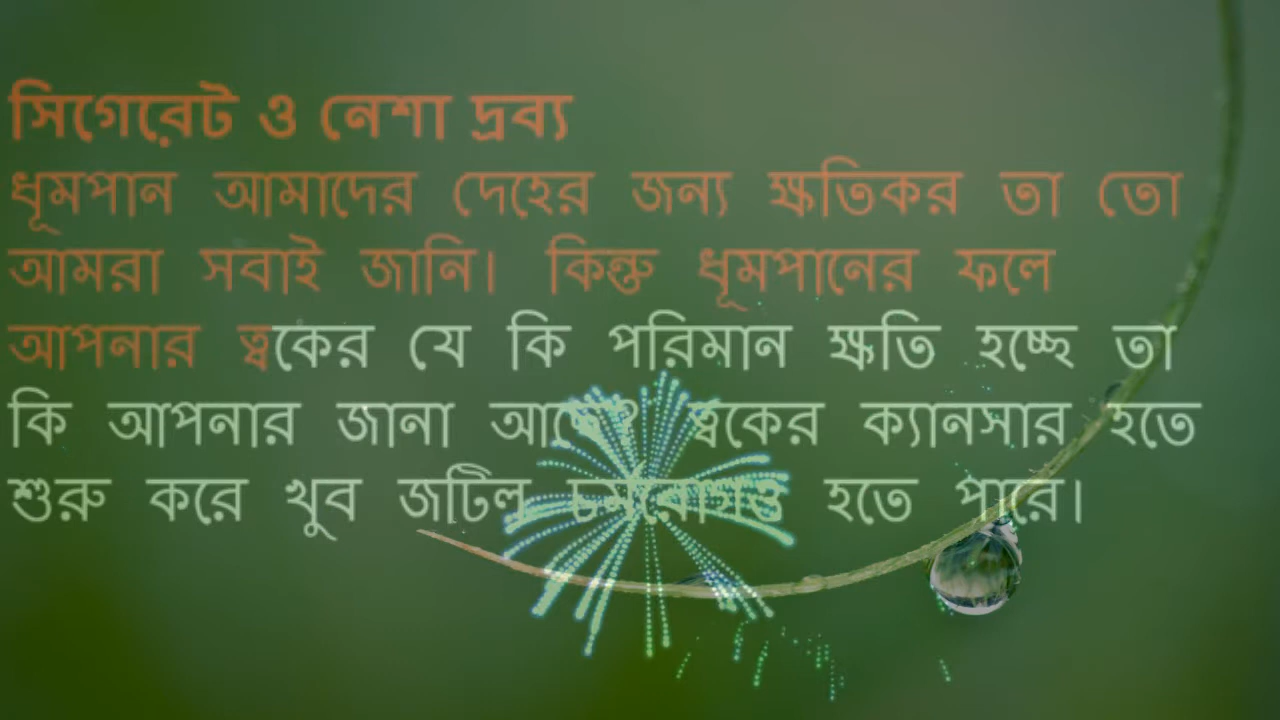 সিগেরেট ও নেশা দ্রব্য
ধূমপান আমাদের দেহের জন্য ক্ষতিকর তা তো
আমরা সবাই জানি। কিন্তু ধূমপানের ফলে
আপনার ত্বকের যে কি পরিমান ক্ষতি হচ্ছে তা
কি আপনার জানা আছে? ত্বকের ক্যানসার হতে
শুরু করে খুব জটিল চর্মরোগও হতে পারে।